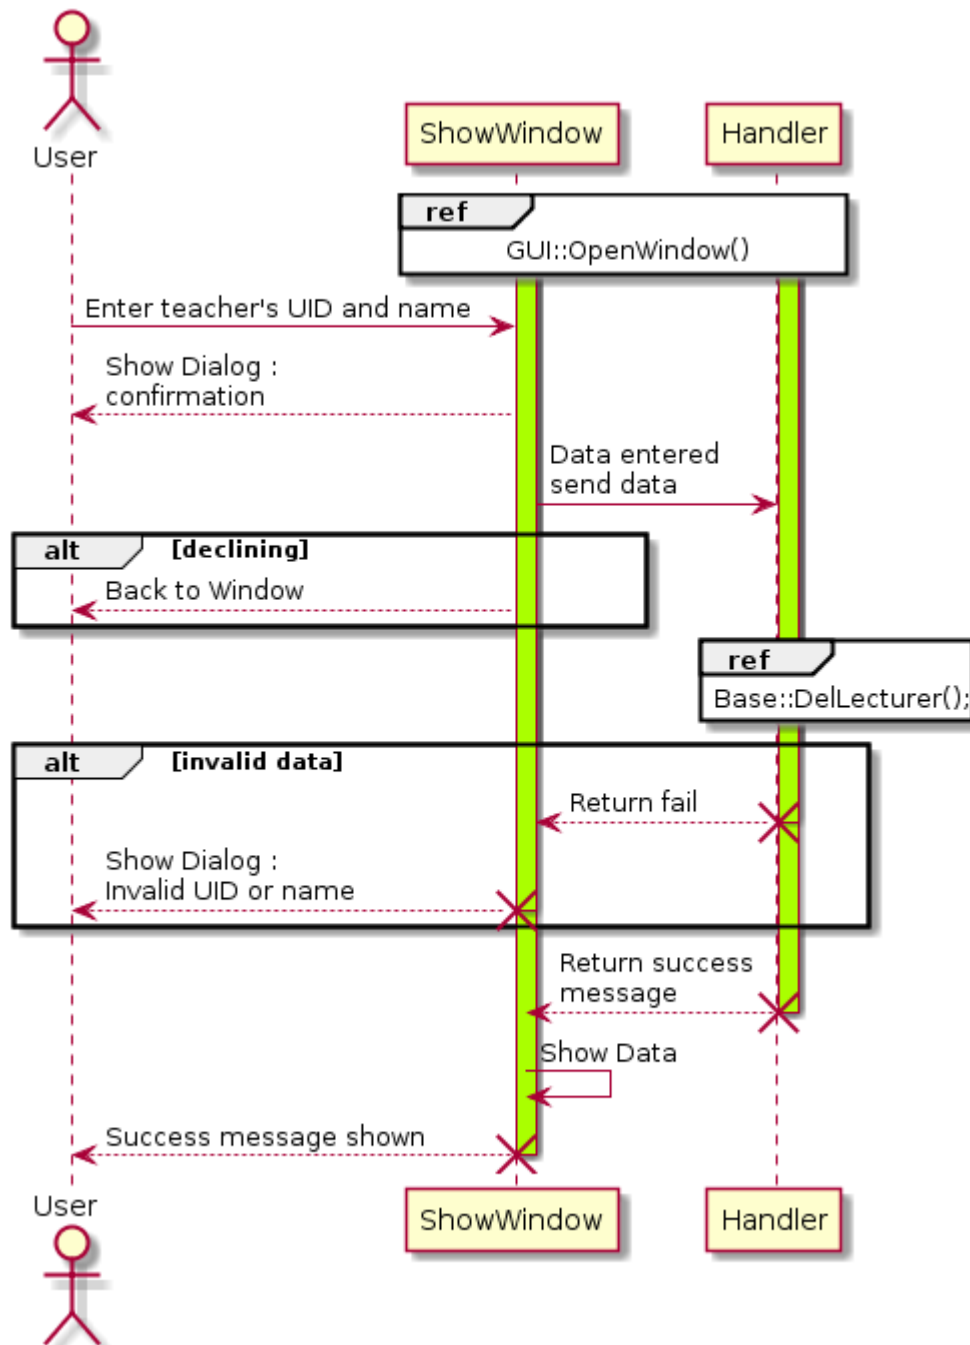 User
ShowWindow
Handler
ref
GUI::OpenWindow()
Enter teacher's UID and name
Show Dialog :
confirmation
Data entered
send data
alt [declining]
Back to Window
ref
Base::DelLecturer();
alt [invalid data]
Return fail
Show Dialog :
Invalid UID or name
Return success
message
Show Data
Success message shown
User
ShowWindow
Handler